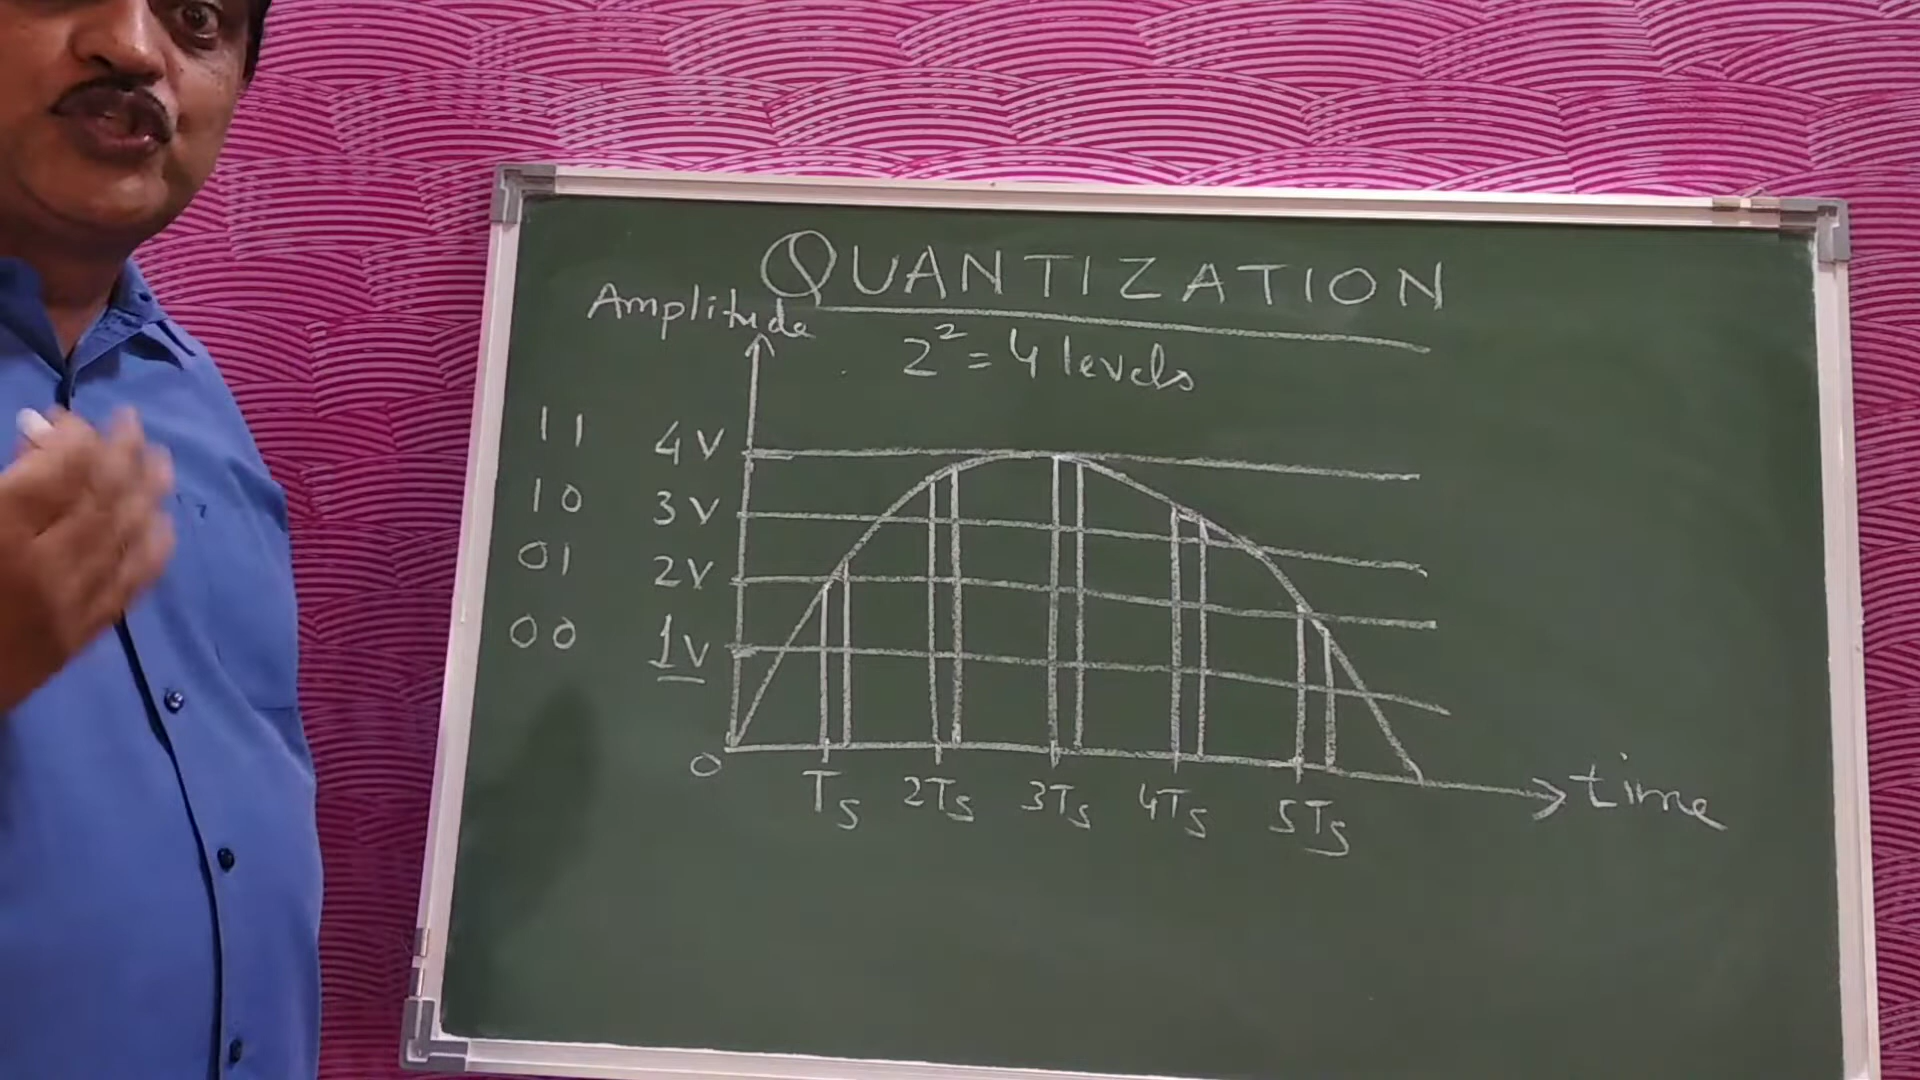 QUANTIZATION
Amplitude
2² = 4 levels
11 4V
10 3V
01 2V
00 1V
0
Ts 2Ts 3Ts 4Ts 5Ts
time